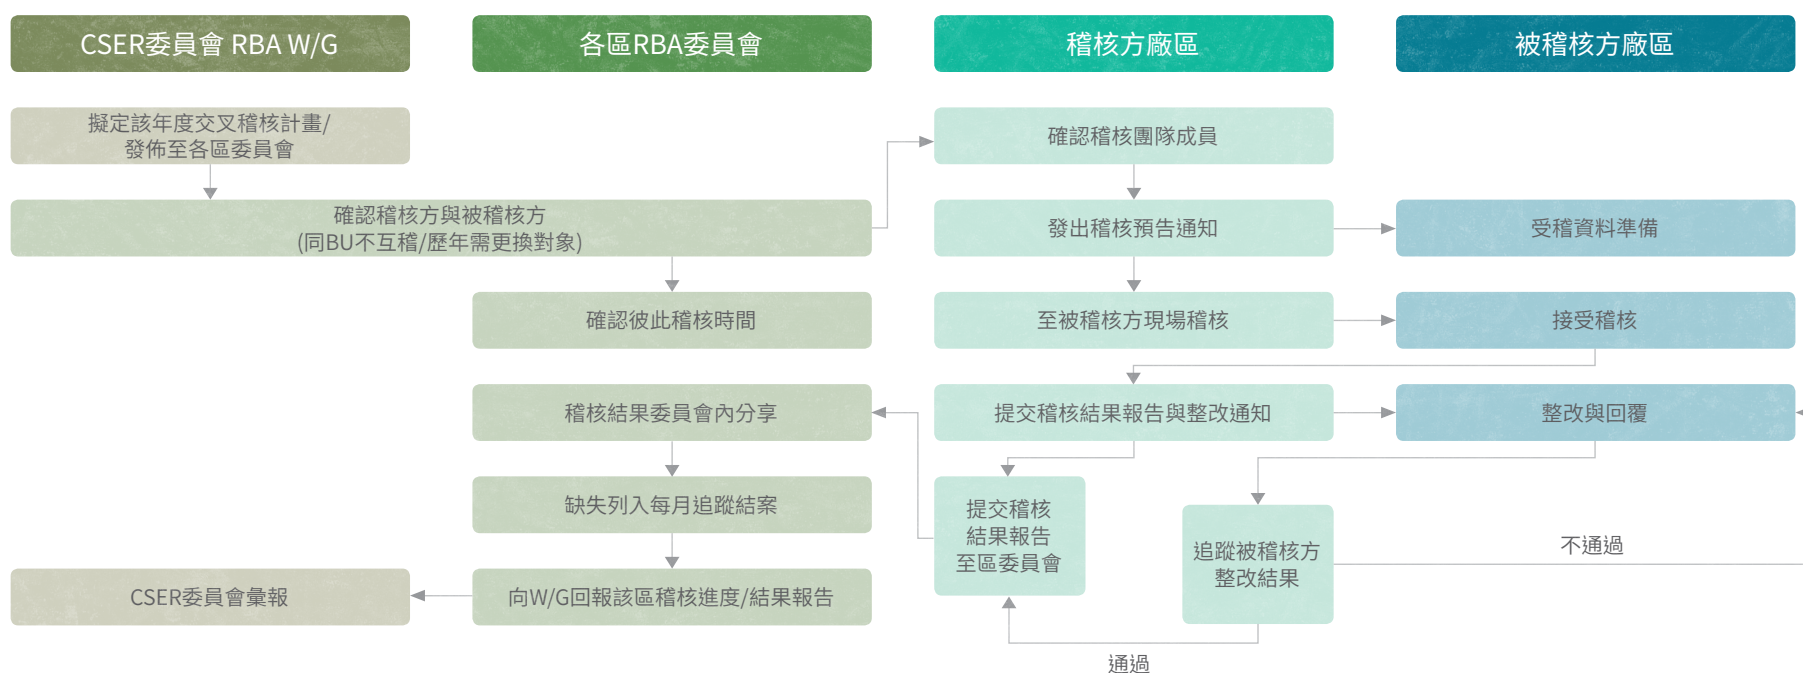 CSER委員會 RBA W/G
各區RBA委員會
稽核方廠區
被稽核方廠區
擬定該年度交叉稽核計畫/
發佈至各區委員會
確認稽核團隊成員
確認稽核方與被稽核方
(同BU不互稽/歷年需更換對象)
發出稽核預告通知
受稽資料準備
確認彼此稽核時間
至被稽核方現場稽核
接受稽核
稽核結果委員會內分享
提交稽核結果報告與整改通知
整改與回覆
缺失列入每月追蹤結案
提交稽核
結果報告
至區委員會
追蹤被稽核方
整改結果
不通過
CSER委員會彙報
向W/G回報該區稽核進度/結果報告
通過